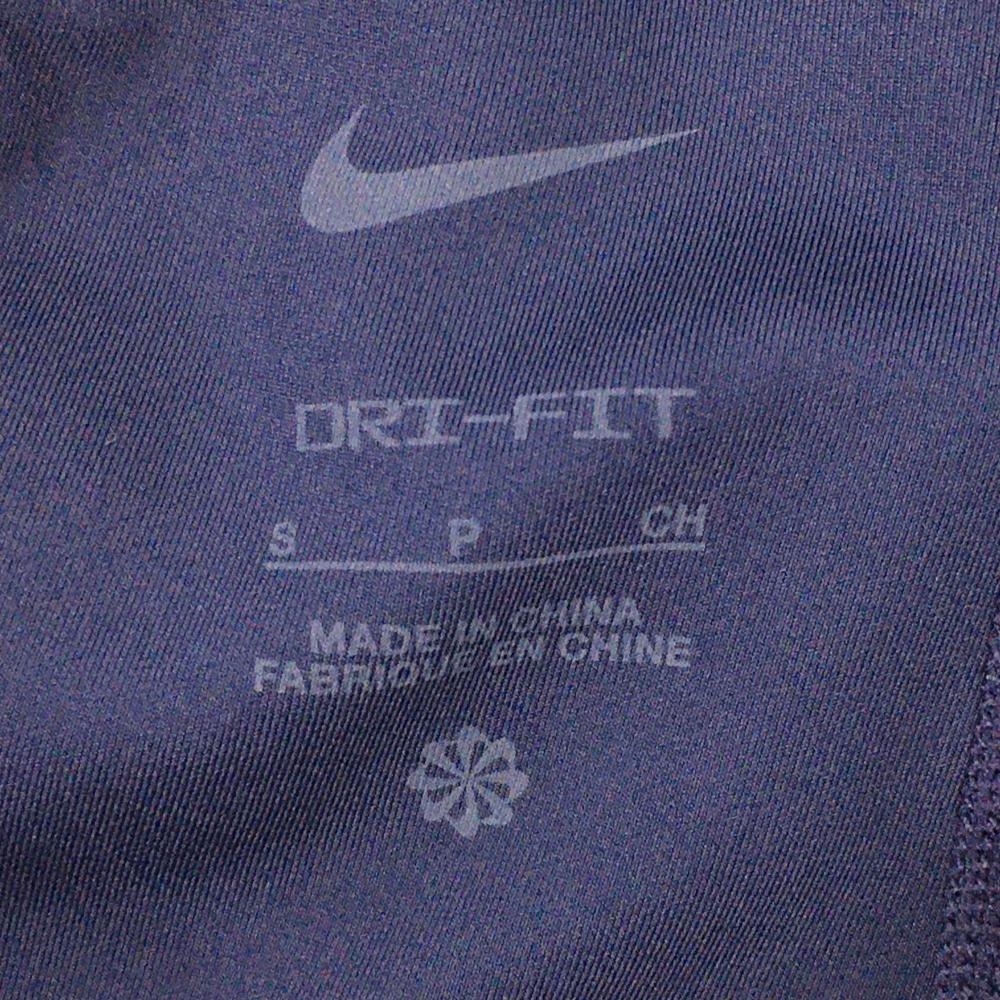 DRI-FIT
S P CH
MADE IN CHINA
FABRIQUE EN CHINE